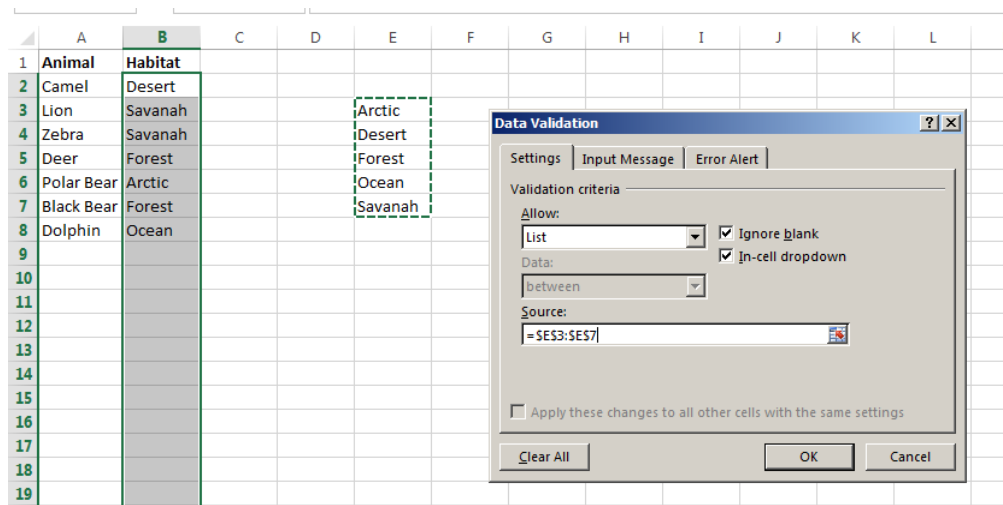 A B C D E F G H I J K L
1 Animal Habitat
2 Camel Desert
3 Lion Savanah Arctic
4 Zebra Savanah Desert
5 Deer Forest Forest
6 Polar Bear Arctic Ocean
7 Black Bear Forest Savanah
8 Dolphin Ocean
9
10
11
12
13
14
15
16
17
18
19
Data Validation ? X
Settings Input Message Error Alert
Validation criteria
Allow:
List Ignore blank
Data: In-cell dropdown
between
Source:
=$E$3:$E$7
Apply these changes to all other cells with the same settings
Clear All OK Cancel